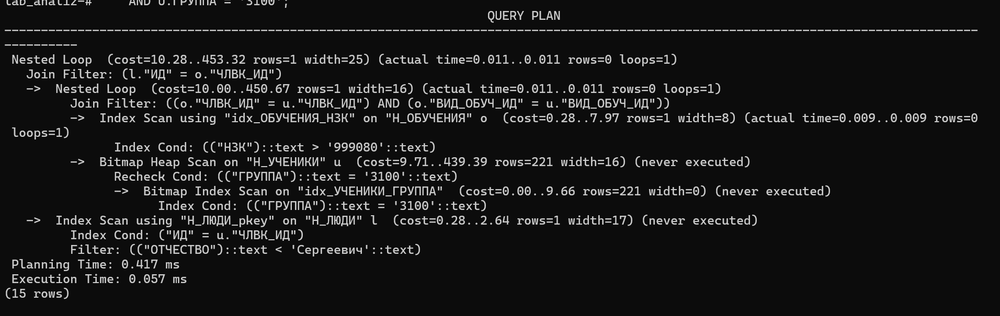 lab_anal12-#     AND U.ГРУППА = '3100';
QUERY PLAN
-------------------------------------------------------------------------------------------------------------------------------------
----------
Nested Loop  (cost=10.28..453.32 rows=1 width=25) (actual time=0.011..0.011 rows=0 loops=1)
Join Filter: (l."ИД" = o."ЧЛВК_ИД")
->  Nested Loop  (cost=10.00..450.67 rows=1 width=16) (actual time=0.011..0.011 rows=0 loops=1)
Join Filter: ((o."ЧЛВК_ИД" = u."ЧЛВК_ИД") AND (o."ВИД_ОБУЧ_ИД" = u."ВИД_ОБУЧ_ИД"))
->  Index Scan using "idx_ОБУЧЕНИЯ_НЗК" on "Н_ОБУЧЕНИЯ" o  (cost=0.28..7.97 rows=1 width=8) (actual time=0.009..0.009 rows=0
loops=1)
Index Cond: (("НЗК")::text > '999080'::text)
->  Bitmap Heap Scan on "Н_УЧЕНИКИ" u  (cost=9.71..439.39 rows=221 width=16) (never executed)
Recheck Cond: (("ГРУППА")::text = '3100'::text)
->  Bitmap Index Scan on "idx_УЧЕНИКИ_ГРУППА"  (cost=0.00..9.66 rows=221 width=0) (never executed)
Index Cond: (("ГРУППА")::text = '3100'::text)
->  Index Scan using "Н_ЛЮДИ_pkey" on "Н_ЛЮДИ" l  (cost=0.28..2.64 rows=1 width=17) (never executed)
Index Cond: ("ИД" = u."ЧЛВК_ИД")
Filter: (("ОТЧЕСТВО")::text < 'Сергеевич'::text)
Planning Time: 0.417 ms
Execution Time: 0.057 ms
(15 rows)